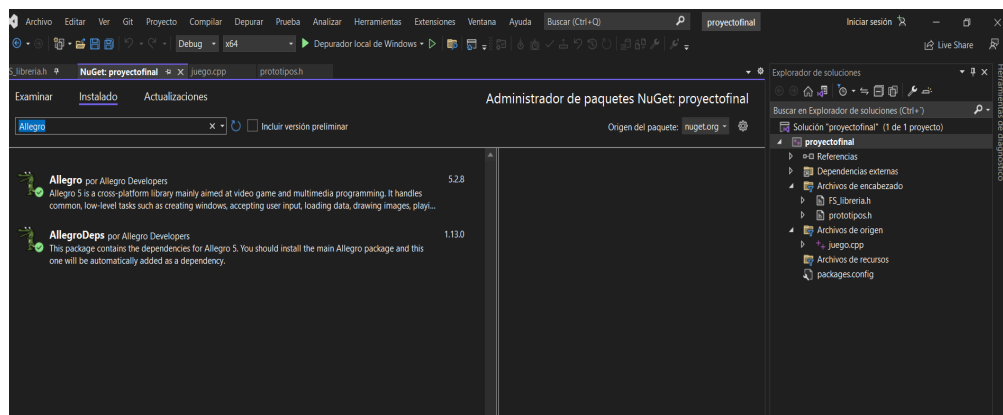 Archivo Editar Ver Git Proyecto Compilar Depurar Prueba Analizar Herramientas Extensiones Ventana Ayuda Buscar (Ctrl+Q) proyectofinal Iniciar sesión
Debug x64 Depurador local de Windows Live Share
S_libreria.h NuGet: proyectofinal juego.cpp prototipos.h
Examinar Instalado Actualizaciones
Administrador de paquetes NuGet: proyectofinal
Allegro Incluir versión preliminar
Origen del paquete: nuget.org
Allegro por Allegro Developers 5.2.8
Allegro 5 is a cross-platform library mainly aimed at video game and multimedia programming. It handles
common, low-level tasks such as creating windows, accepting user input, loading data, drawing images, playi...
AllegroDeps por Allegro Developers 1.13.0
This package contains the dependencies for Allegro 5. You should install the main Allegro package and this
one will be automatically added as a dependency.
Explorador de soluciones
Buscar en Explorador de soluciones (Ctrl+¨)
Solución "proyectofinal" (1 de 1 proyecto)
proyectofinal
Referencias
Dependencias externas
Archivos de encabezado
FS_libreria.h
prototipos.h
Archivos de origen
juego.cpp
Archivos de recursos
packages.config
Herramientas de diagnóstico